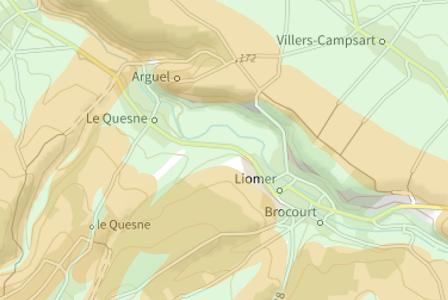 Villers-Campsart
172
Arguel
Le Quesne
Liomer
Brocourt
le Quesne